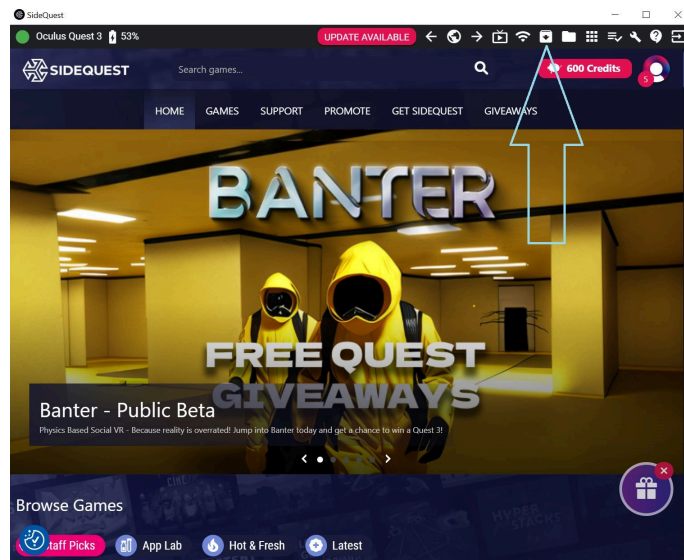 SideQuest
Oculus Quest 3 53%
UPDATE AVAILABLE
SIDEQUEST
Search games...
600 Credits
5
HOME GAMES SUPPORT PROMOTE GET SIDEQUEST GIVEAWAYS
BANTER
FREE QUEST
GIVEAWAYS
Banter - Public Beta
Physics Based Social VR - Because reality is overrated! Jump into Banter today and get a chance to win a Quest 3!
Browse Games
HYPER
STACKS
Staff Picks App Lab Hot & Fresh Latest